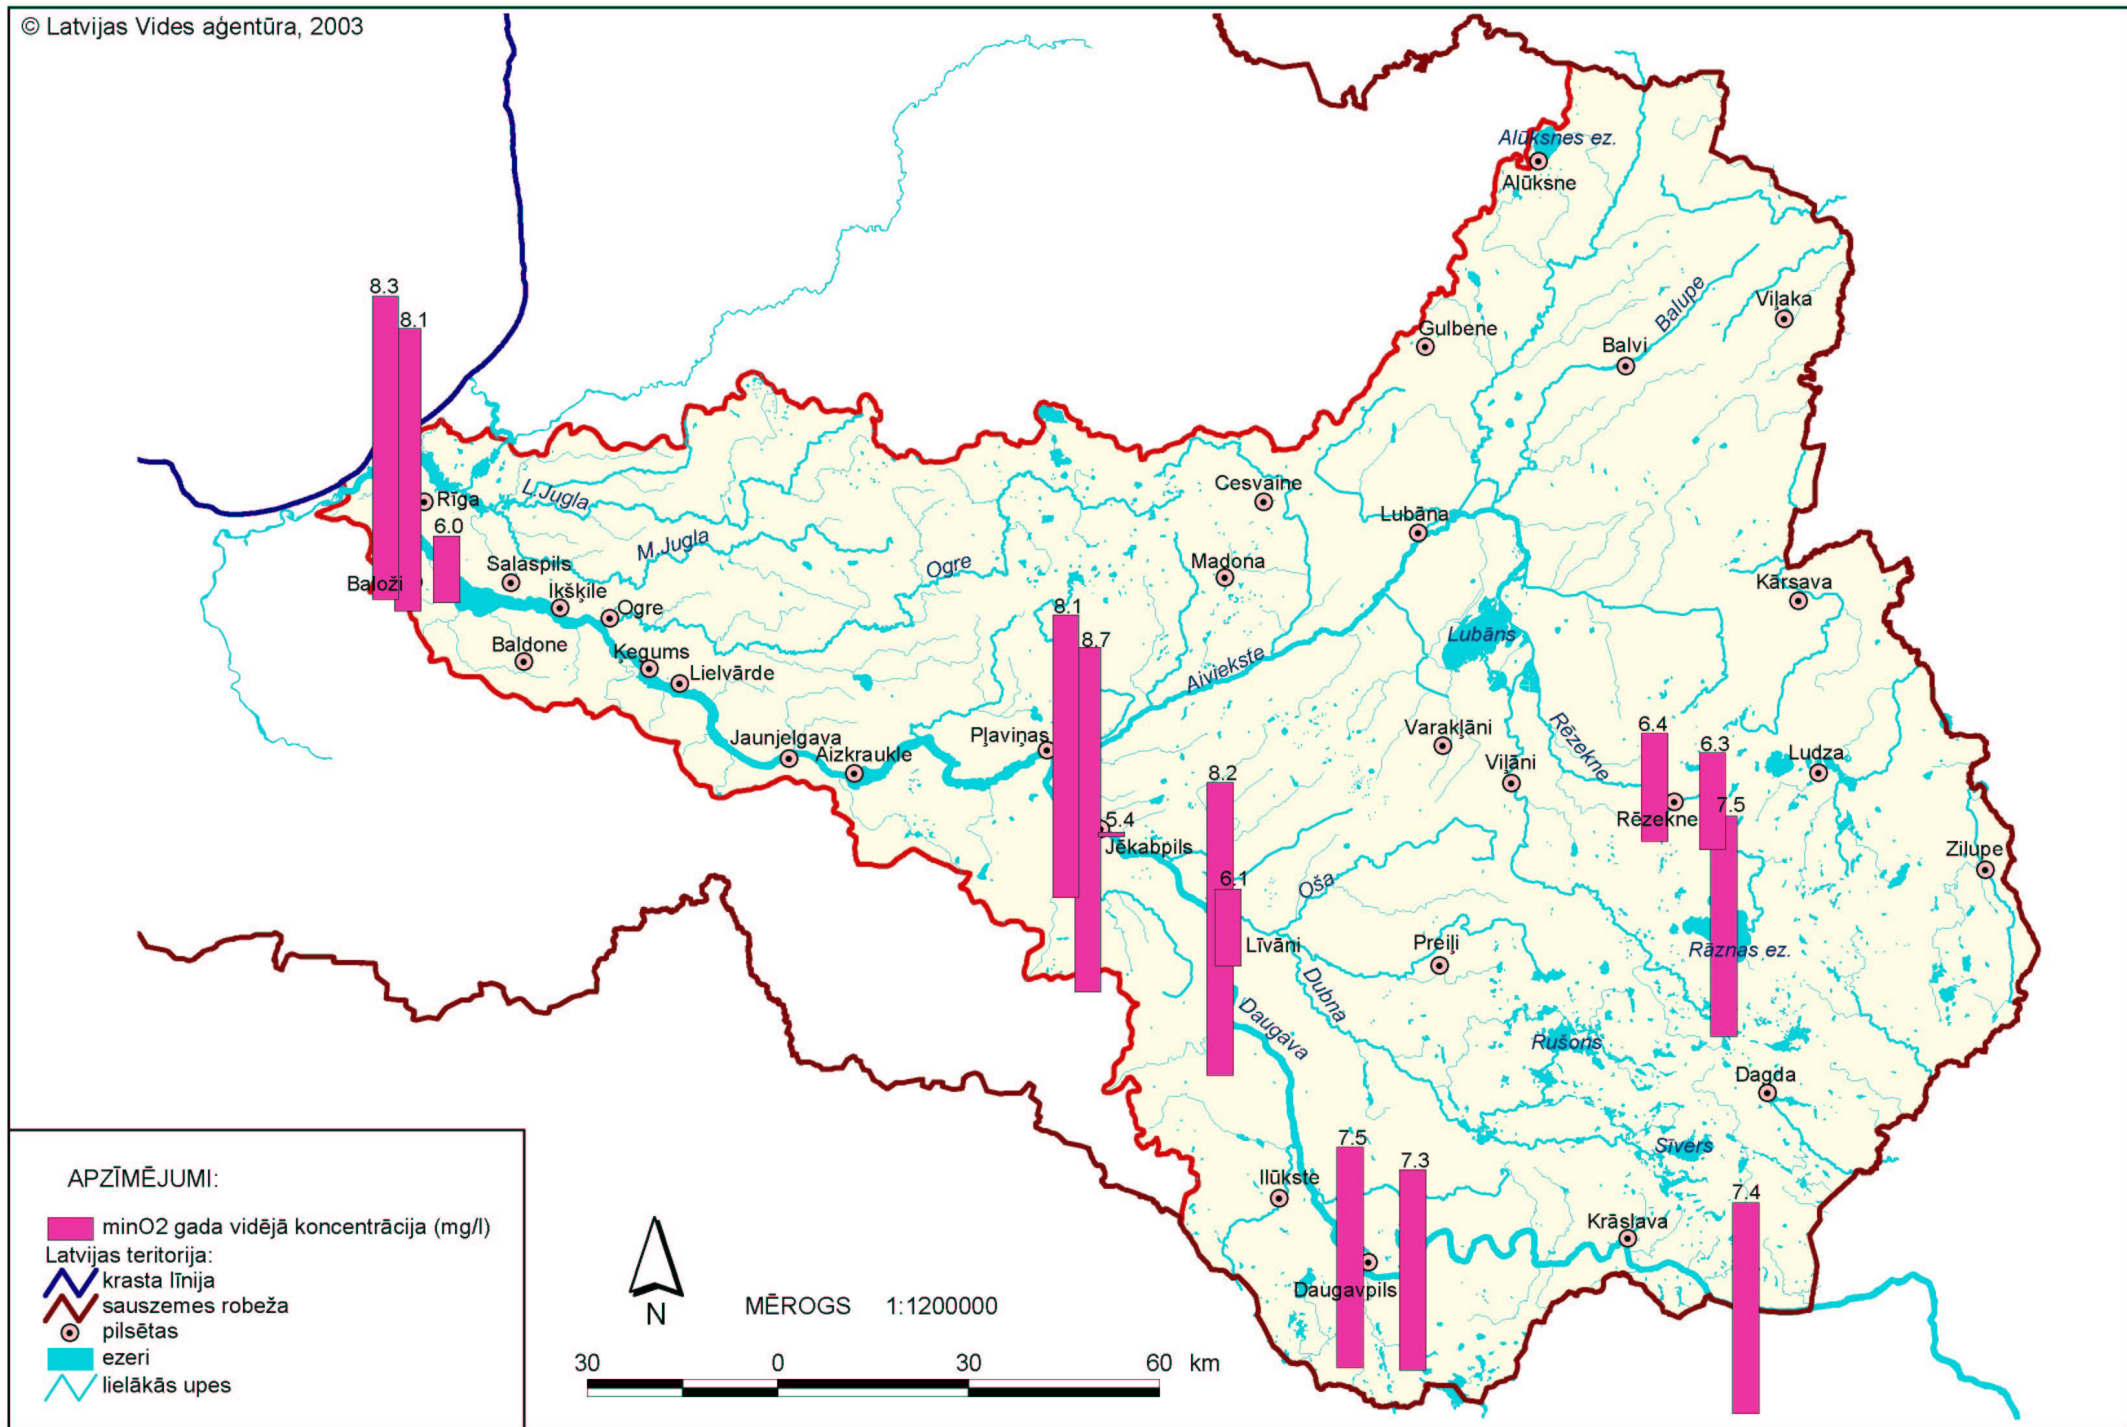 © Latvijas Vides aģentūra, 2003
Alūksnes ez.
Alūksne
8.3
8.1
Gulbene
Balupe
Viļaka
Balvi
Rīga
L.Jugla
Cesvaine
Lubāna
6.0
M.Jugla
Salaspils
Ogre
Madona
Baloži
Ikšķile
Ogre
Kārsava
8.1
Lubāns
Baldone
Ķegums
8.7
Lielvārde
Aiviekste
Rēzekne
6.4
Jaunjelgava
Aizkraukle
Pļaviņas
Varakļāni
6.3
Ludza
Viļāni
8.2
7.5
5.4
Rēzekne
Jēkabpils
Zilupe
6.1
Oša
Līvāni
Preiļi
Rāznas ez.
Dubna
Daugava
Rušons
Dagda
7.5
Sīvers
7.3
Ilūkste
7.4
Krāslava
Daugavpils
APZĪMĒJUMI:
minO2 gada vidējā koncentrācija (mg/l)
Latvijas teritorija:
krasta līnija
sauszemes robeža
pilsētas
ezeri
lielākās upes
N
MĒROGS 1:1200000
30 0 30 60 km